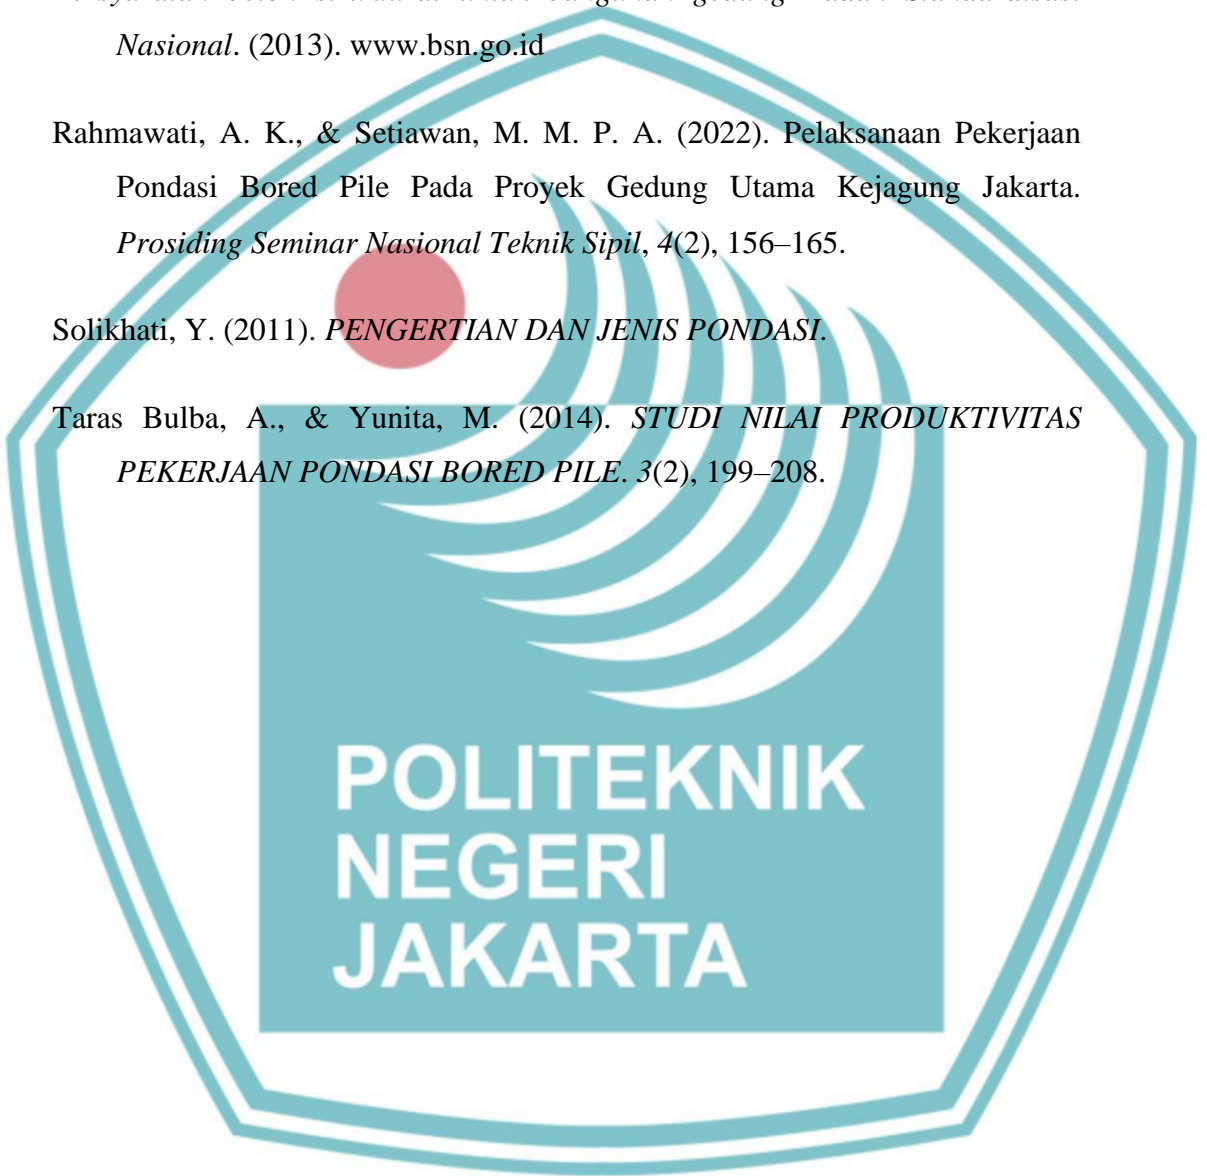 Nasional. (2013). www.bsn.go.id
Rahmawati, A. K., & Setiawan, M. M. P. A. (2022). Pelaksanaan Pekerjaan
Pondasi Bored Pile Pada Proyek Gedung Utama Kejagung Jakarta.
Prosiding Seminar Nasional Teknik Sipil, 4(2), 156–165.
Solikhati, Y. (2011). PENGERTIAN DAN JENIS PONDASI.
Taras Bulba, A., & Yunita, M. (2014). STUDI NILAI PRODUKTIVITAS
PEKERJAAN PONDASI BORED PILE. 3(2), 199–208.
POLITEKNIK
NEGERI
JAKARTA